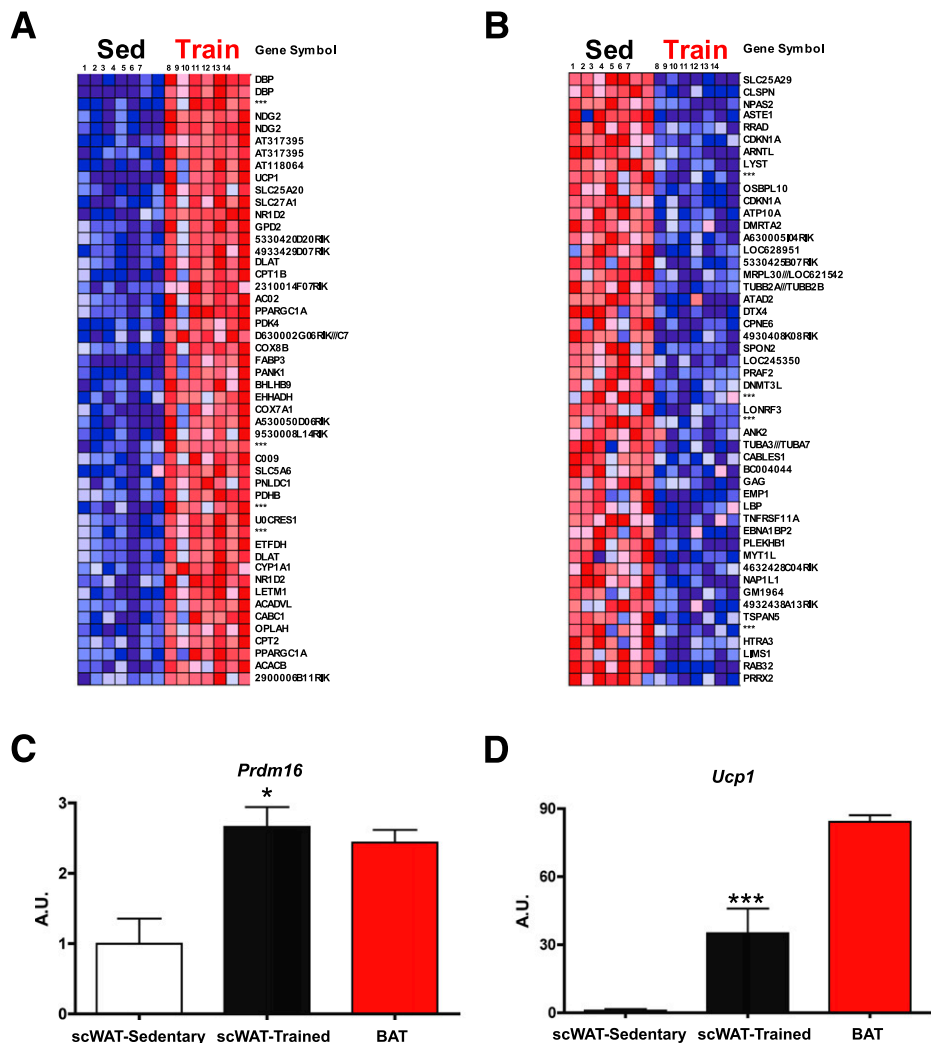 A
Sed Train Gene Symbol
1 2 3 4 5 6 7 8 9 10 11 12 13 14
DBP
DBP
***
NDG2
NDG2
AT317395
AT317395
AT118064
UCP1
SLC25A20
SLC27A1
NR1D2
GPD2
5330420D20RIK
4933429D07RIK
DLAT
CPT1B
2310014F07RIK
AC02
PPARGC1A
PDK4
D630002G06RIK///C7
COX8B
FABP3
PANK1
BHLHB9
EHHADH
COX7A1
A530050D06RIK
9530008L14RIK
***
C009
SLC5A6
PNLDC1
PDHB
***
U0CRES1
***
ETFDH
DLAT
CYP1A1
NR1D2
LETM1
ACADVL
CABC1
OPLAH
CPT2
PPARGC1A
ACACB
2900006B11RIK
B
Sed Train Gene Symbol
1 2 3 4 5 6 7 8 9 10 11 12 13 14
SLC25A29
CLSPN
NPAS2
ASTE1
RRAD
CDKN1A
ARNTL
LYST
***
OSBPL10
CDKN1A
ATP10A
DMRTA2
A630005I04RIK
LOC628951
5330425B07RIK
MRPL30///LOC621542
TUBB2A///TUBB2B
ATAD2
DTX4
CPNE6
4930408K08RIK
SPON2
LOC245350
PRAF2
DNMT3L
***
LONRF3
***
ANK2
TUBA3///TUBA7
CABLES1
BC004044
GAG
EMP1
LBP
TNFRSF11A
EBNA1BP2
PLEKHB1
MYT1L
4632428C04RIK
NAP1L1
GM1964
4932438A13RIK
TSPAN5
***
HTRA3
LIMS1
RAB32
PRRX2
C
Prdm16
3
2
1
0
A.U.
*
scWAT-Sedentary scWAT-Trained BAT
D
Ucp1
90
60
30
0
A.U.
***
scWAT-Sedentary scWAT-Trained BAT